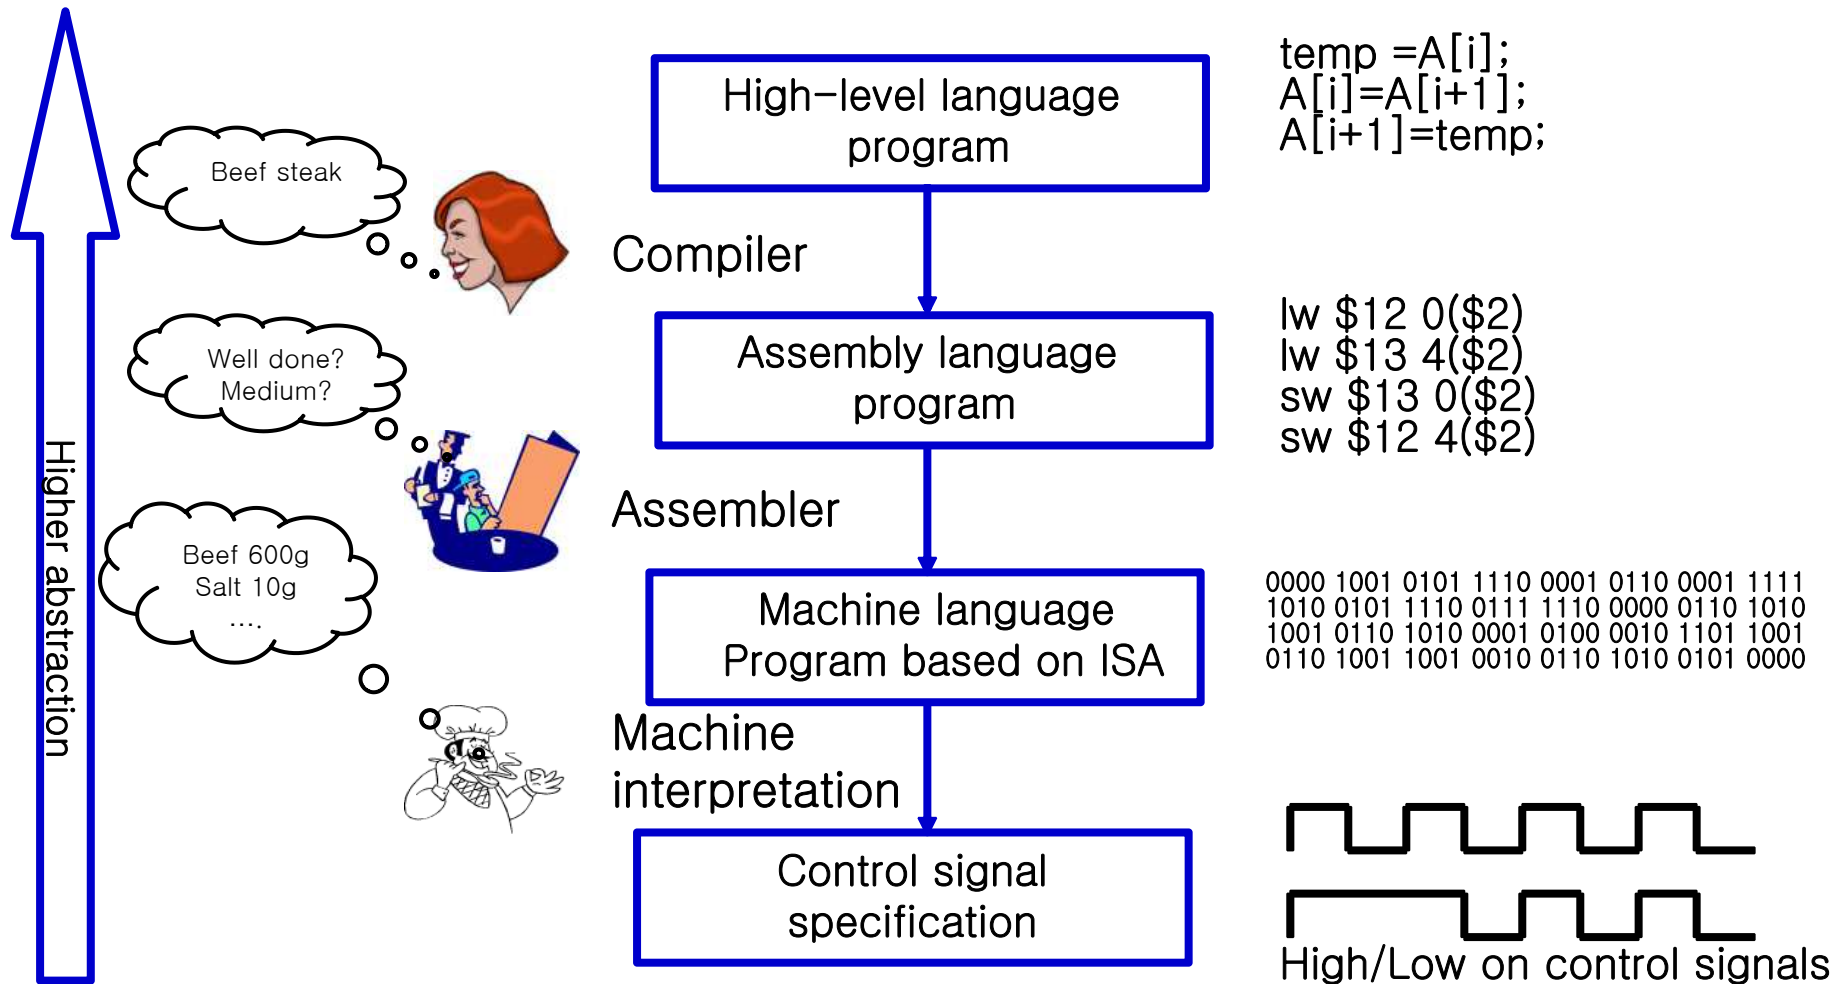 Higher abstraction
Beef steak
Well done?
Medium?
Beef 600g
Salt 10g
....
High-level language
program
Compiler
Assembly language
program
Assembler
Machine language
Program based on ISA
Machine
interpretation
Control signal
specification
temp =A[i];
A[i]=A[i+1];
A[i+1]=temp;
lw $12 0($2)
lw $13 4($2)
sw $13 0($2)
sw $12 4($2)
0000 1001 0101 1110 0001 0110 0001 1111
1010 0101 1110 0111 1110 0000 0110 1010
1001 0110 1010 0001 0100 0010 1101 1001
0110 1001 1001 0010 0110 1010 0101 0000
High/Low on control signals